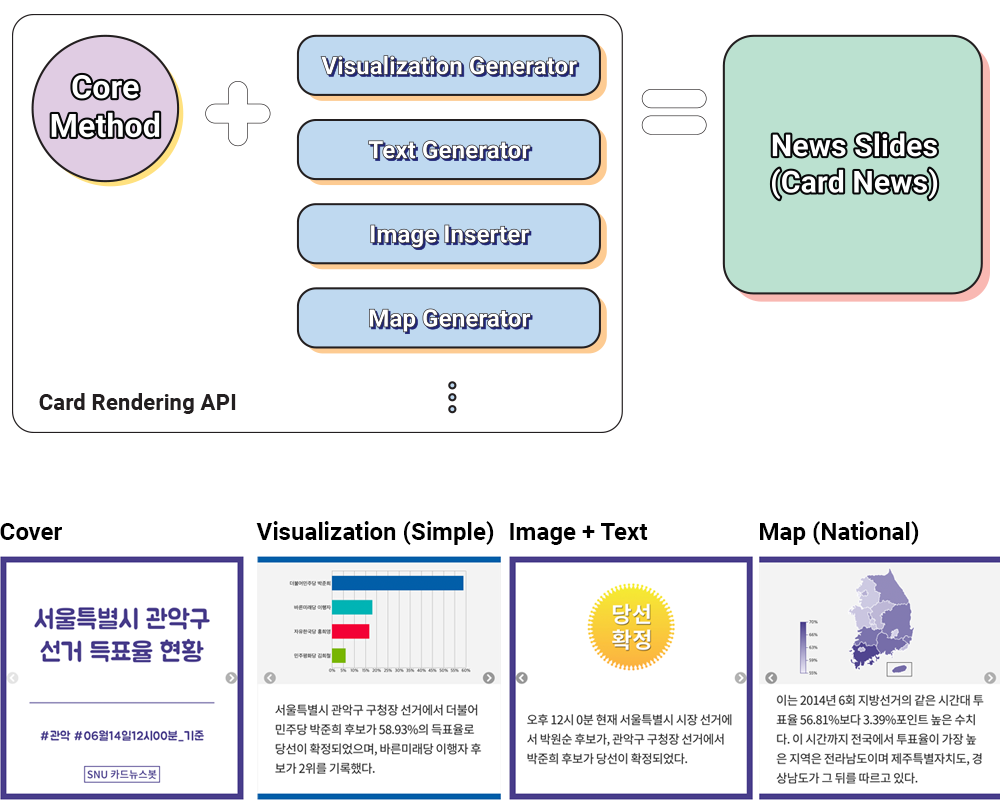 Core
Method
Visualization Generator
Text Generator
Image Inserter
Map Generator
Card Rendering API
News Slides
(Card News)
Cover
서울특별시 관악구
선거 득표율 현황
#관악 #06월14일12시00분_기준
SNU 카드뉴스봇
Visualization (Simple)
더불어민주당 박준희
바른미래당 이행자
자유한국당 홍희영
민주평화당 김희철
0% 5% 10% 15% 20% 25% 30% 35% 40% 45% 50% 55% 60%
서울특별시 관악구 구청장 선거에서 더불어
민주당 박준희 후보가 58.93%의 득표율로
당선이 확정되었으며, 바른미래당 이행자 후
보가 2위를 기록했다.
Image + Text
당선
확정
오후 12시 0분 현재 서울특별시 시장 선거에
서 박원순 후보가, 관악구 구청장 선거에서
박준희 후보가 당선이 확정되었다.
Map (National)
70%
66%
63%
59%
55%
이는 2014년 6회 지방선거의 같은 시간대 투
표율 56.81%보다 3.39%포인트 높은 수치
다. 이 시간까지 전국에서 투표율이 가장 높
은 지역은 전라남도이며 제주특별자치도, 경
상남도가 그 뒤를 따르고 있다.